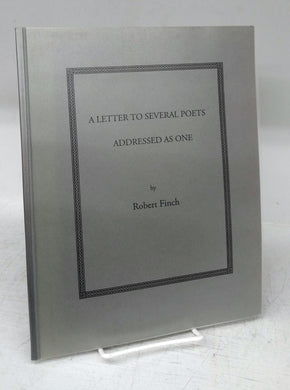 A LETTER TO SEVERAL POETS
ADDRESSED AS ONE
by
Robert Finch